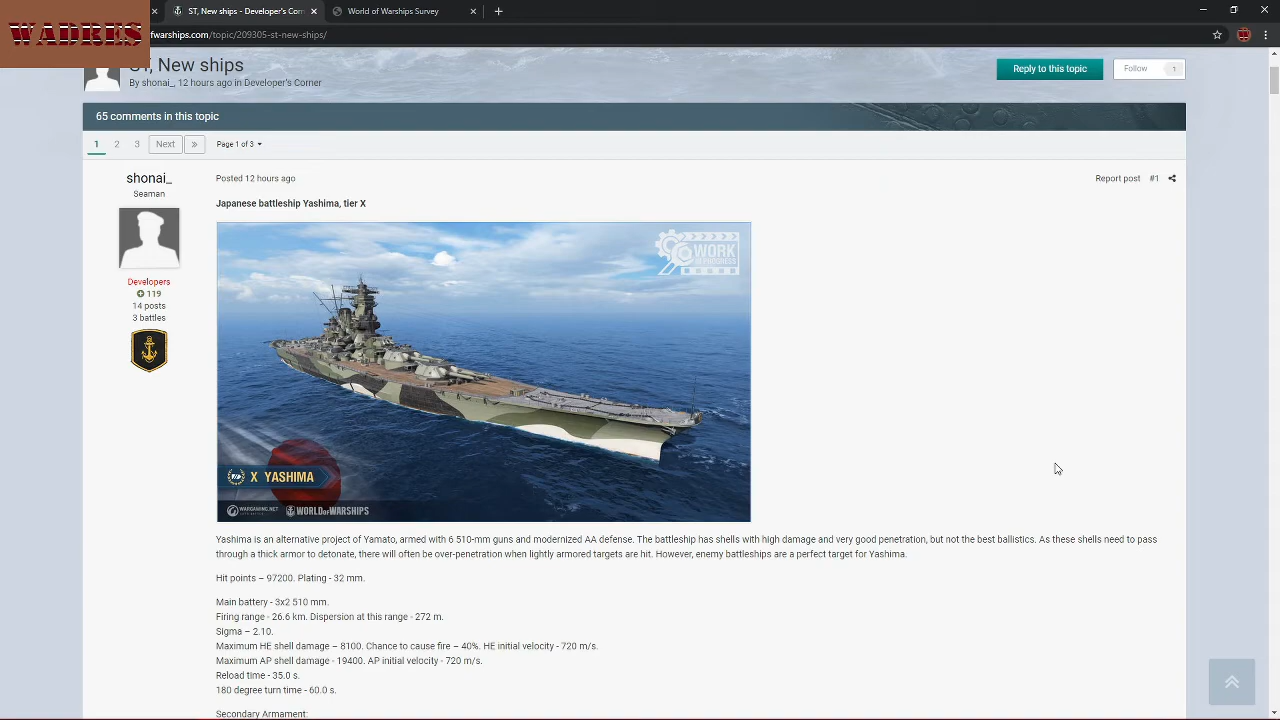 WADRES
ST, New ships - Developer's Com
World of Warships Survey
fwarships.com/topic/209305-st-new-ships/
ST, New ships
By shonai_, 12 hours ago in Developer's Corner
Reply to this topic
Follow 1
65 comments in this topic
1 2 3 Next » Page 1 of 3
shonai_
Posted 12 hours ago
Report post #1
Seaman
Japanese battleship Yashima, tier X
WORK
IN PROGRESS
Developers
119
14 posts
3 battles
X YASHIMA
WARGAMING.NET WORLD OF WARSHIPS
Yashima is an alternative project of Yamato, armed with 6 510-mm guns and modernized AA defense. The battleship has shells with high damage and very good penetration, but not the best ballistics. As these shells need to pass
through a thick armor to detonate, there will often be over-penetration when lightly armored targets are hit. However, enemy battleships are a perfect target for Yashima.
Hit points – 97200. Plating - 32 mm.
Main battery - 3x2 510 mm.
Firing range - 26.6 km. Dispersion at this range - 272 m.
Sigma – 2.10.
Maximum HE shell damage – 8100. Chance to cause fire – 40%. HE initial velocity - 720 m/s.
Maximum AP shell damage - 19400. AP initial velocity - 720 m/s.
Reload time - 35.0 s.
180 degree turn time - 60.0 s.
Secondary Armament: